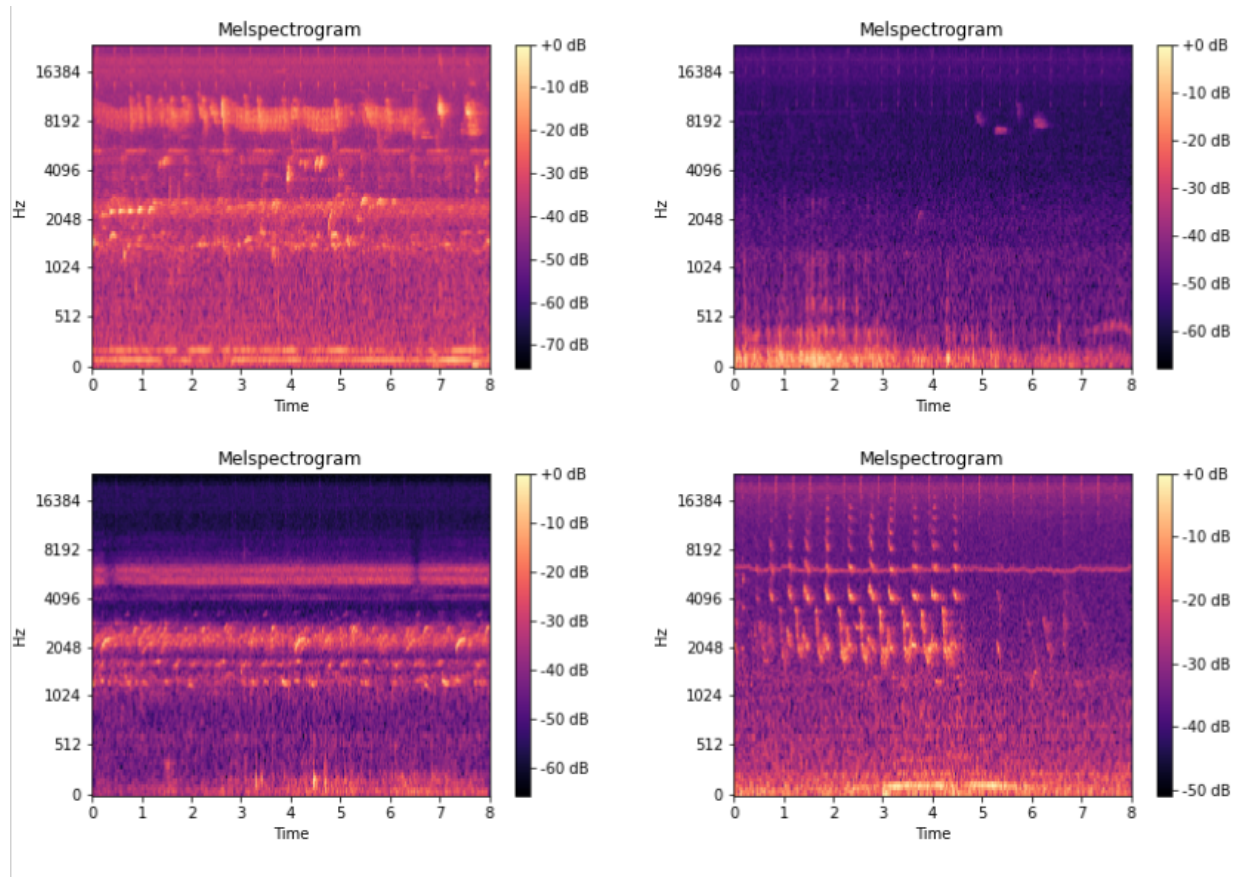 Melspectrogram
Hz
16384
8192
4096
2048
1024
512
0
0 1 2 3 4 5 6 7 8
Time
+0 dB
-10 dB
-20 dB
-30 dB
-40 dB
-50 dB
-60 dB
-70 dB
Melspectrogram
Hz
16384
8192
4096
2048
1024
512
0
0 1 2 3 4 5 6 7 8
Time
+0 dB
-10 dB
-20 dB
-30 dB
-40 dB
-50 dB
-60 dB
Melspectrogram
Hz
16384
8192
4096
2048
1024
512
0
0 1 2 3 4 5 6 7 8
Time
+0 dB
-10 dB
-20 dB
-30 dB
-40 dB
-50 dB
-60 dB
Melspectrogram
Hz
16384
8192
4096
2048
1024
512
0
0 1 2 3 4 5 6 7 8
Time
+0 dB
-10 dB
-20 dB
-30 dB
-40 dB
-50 dB